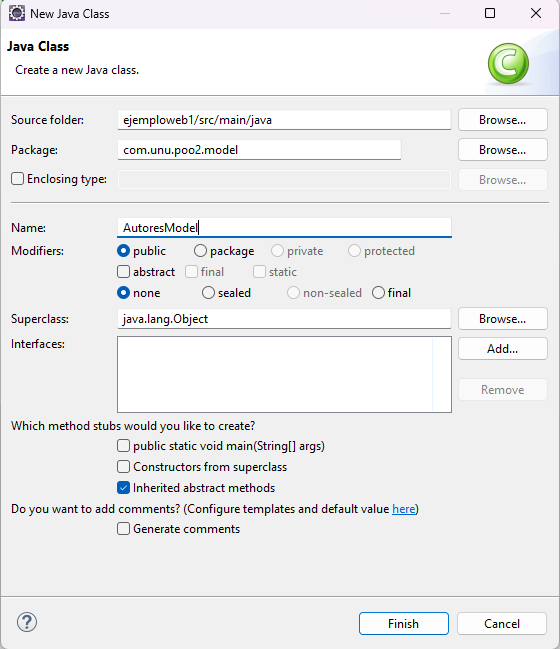 New Java Class
Java Class
Create a new Java class.
C
Source folder: ejemploweb1/src/main/java Browse...
Package: com.unu.poo2.model Browse...
Enclosing type: Browse...
Name: AutoresModel
Modifiers: public package private protected
abstract final static
none sealed non-sealed final
Superclass: java.lang.Object Browse...
Interfaces: Add...
Remove
Which method stubs would you like to create?
public static void main(String[] args)
Constructors from superclass
Inherited abstract methods
Do you want to add comments? (Configure templates and default value here)
Generate comments
? Finish Cancel